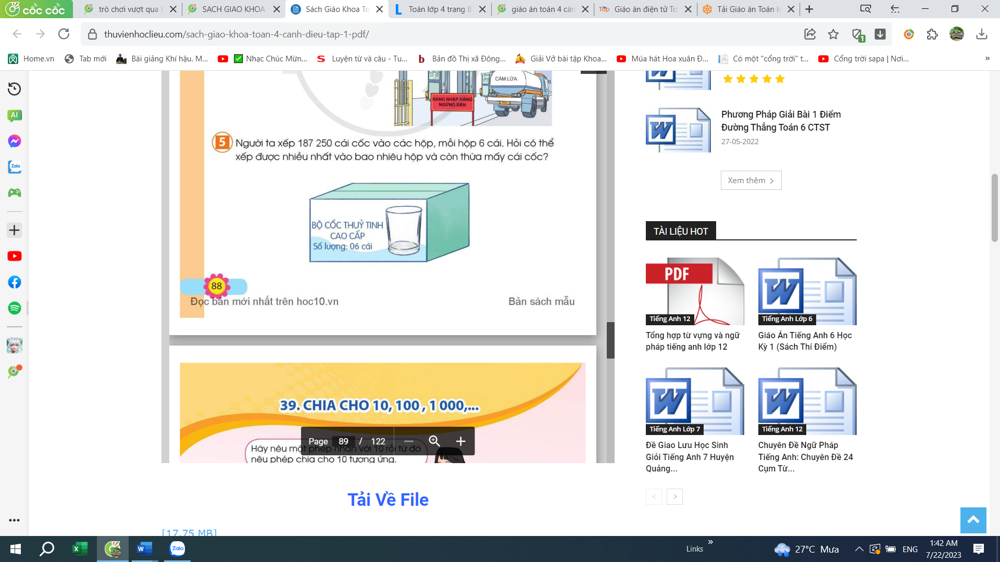 cốc cốc
trò chơi vượt qua t
SACH GIAO KHOA
Sách Giáo Khoa To
Toán lớp 4 trang 8
giáo án toán 4 cán
Giáo án điện tử To
Tải Giáo án Toán lớ
thuvienhoclieu.com/sach-giao-khoa-toan-4-canh-dieu-tap-1-pdf/
1
Home.vn
Tab mới
Bài giảng Khí hậu. M...
Nhạc Chúc Mừn...
Luyện từ và câu - Tu...
Bản đồ Thị xã Đông...
Giải Vở bài tập Khoa...
Múa hát Hoa xuân Đ...
Có một "cổng trời" t...
Cổng trời sapa | Nơi...
»
AI
Zalo
CẤM LỬA
ĐANG NHẬP HÀNG
NGỪNG BÁN
5 Người ta xếp 187 250 cái cốc vào các hộp, mỗi hộp 6 cái. Hỏi có thể
xếp được nhiều nhất vào bao nhiêu hộp và còn thừa mấy cái cốc?
BỘ CỐC THUỶ TINH
CAO CẤP
Số lượng: 06 cái
88
Đọc bản mới nhất trên hoc10.vn
Bản sách mẫu
39. CHIA CHO 10, 100 , 1 000,...
Page 89 / 122
Hãy nêu một phép nhân với 10 rồi từ đó
nêu phép chia cho 10 tương ứng.
Tải Về File
[17.75 MB]
Phương Pháp Giải Bài 1 Điểm
Đường Thẳng Toán 6 CTST
27-05-2022
Xem thêm
TÀI LIỆU HOT
PDF
Tiếng Anh 12
Tổng hợp từ vựng và ngữ
pháp tiếng anh lớp 12
Tiếng Anh Lớp 6
Giáo Án Tiếng Anh 6 Học
Kỳ 1 (Sách Thí Điểm)
Tiếng Anh Lớp 7
Đề Giao Lưu Học Sinh
Giỏi Tiếng Anh 7 Huyện
Quảng...
Tiếng Anh 12
Chuyên Đề Ngữ Pháp
Tiếng Anh: Chuyên Đề 24
Cụm Từ...
Zalo
Links
»
27°C Mưa
ENG
1:42 AM
7/22/2023